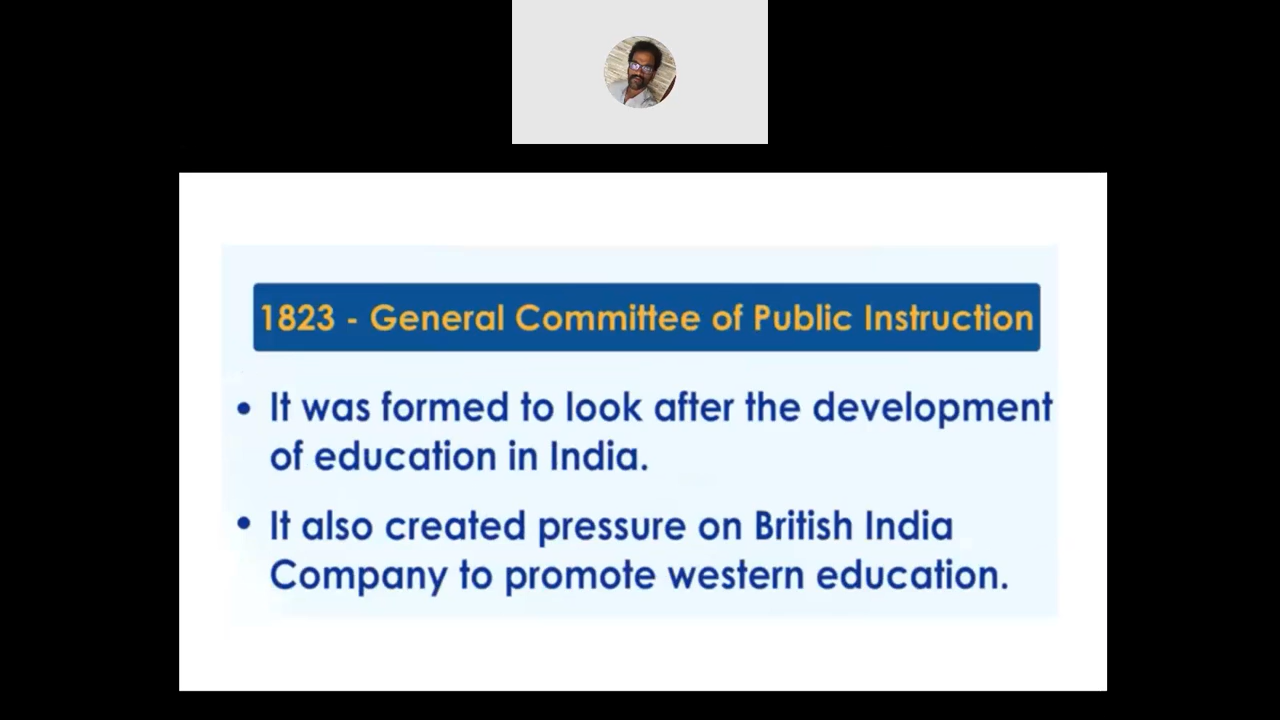 1823 - General Committee of Public Instruction
• It was formed to look after the development
of education in India.
• It also created pressure on British India
Company to promote western education.